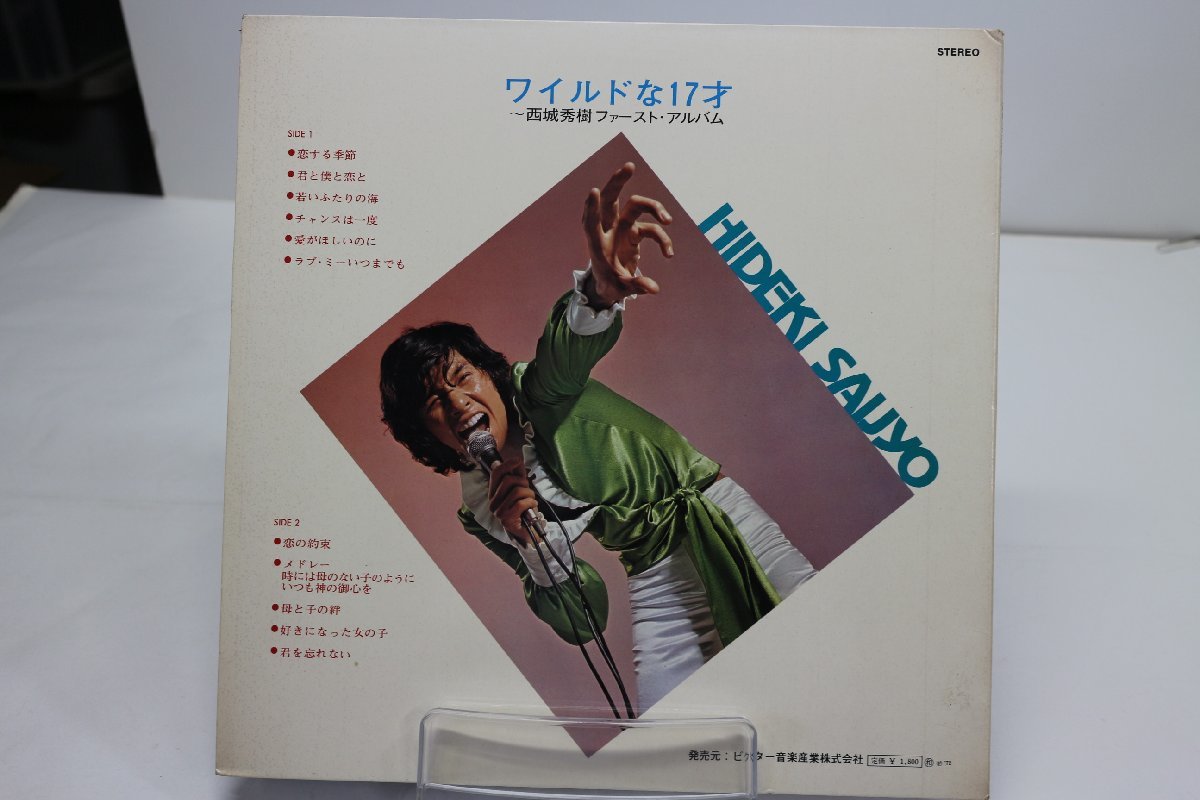 STEREO
ワイルドな17才
〜西城秀樹ファースト・アルバム
SIDE 1
●恋する季節
●君と僕と恋と
●若いふたりの海
●チャンスは一度
●愛がほしいのに
●ラブ・ミーいつまでも
HIDEKI SAIJYO
SIDE 2
●恋の約束
●メドレー
時には母のない子のように
いつも神の御心を
●母と子の絆
●好きになった女の子
●君を忘れない
発売元：ビクター音楽産業株式会社 定価 ¥ 1,800